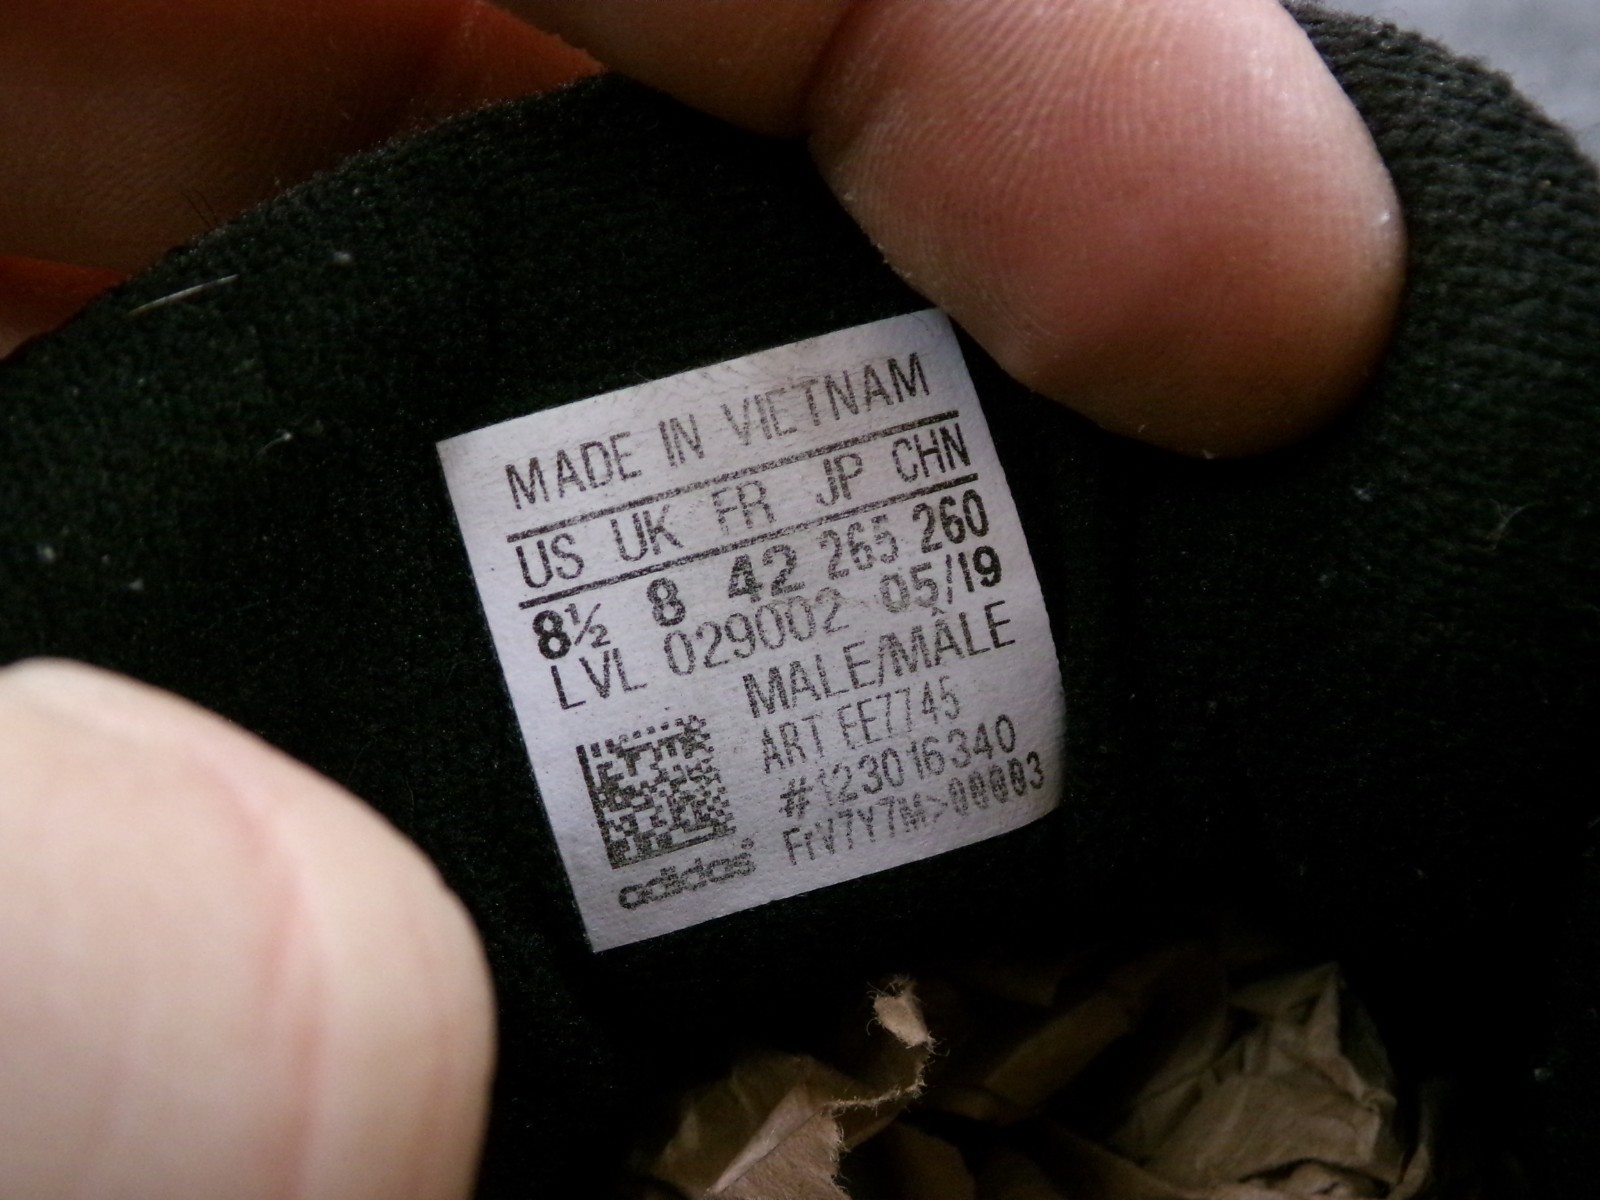 MADE IN VIETNAM
US UK FR JP CHN
8½ 8 42 265 260
LVL 029002 05/19
MALE/MÂLE
ART EE7745
#123016340
adidas